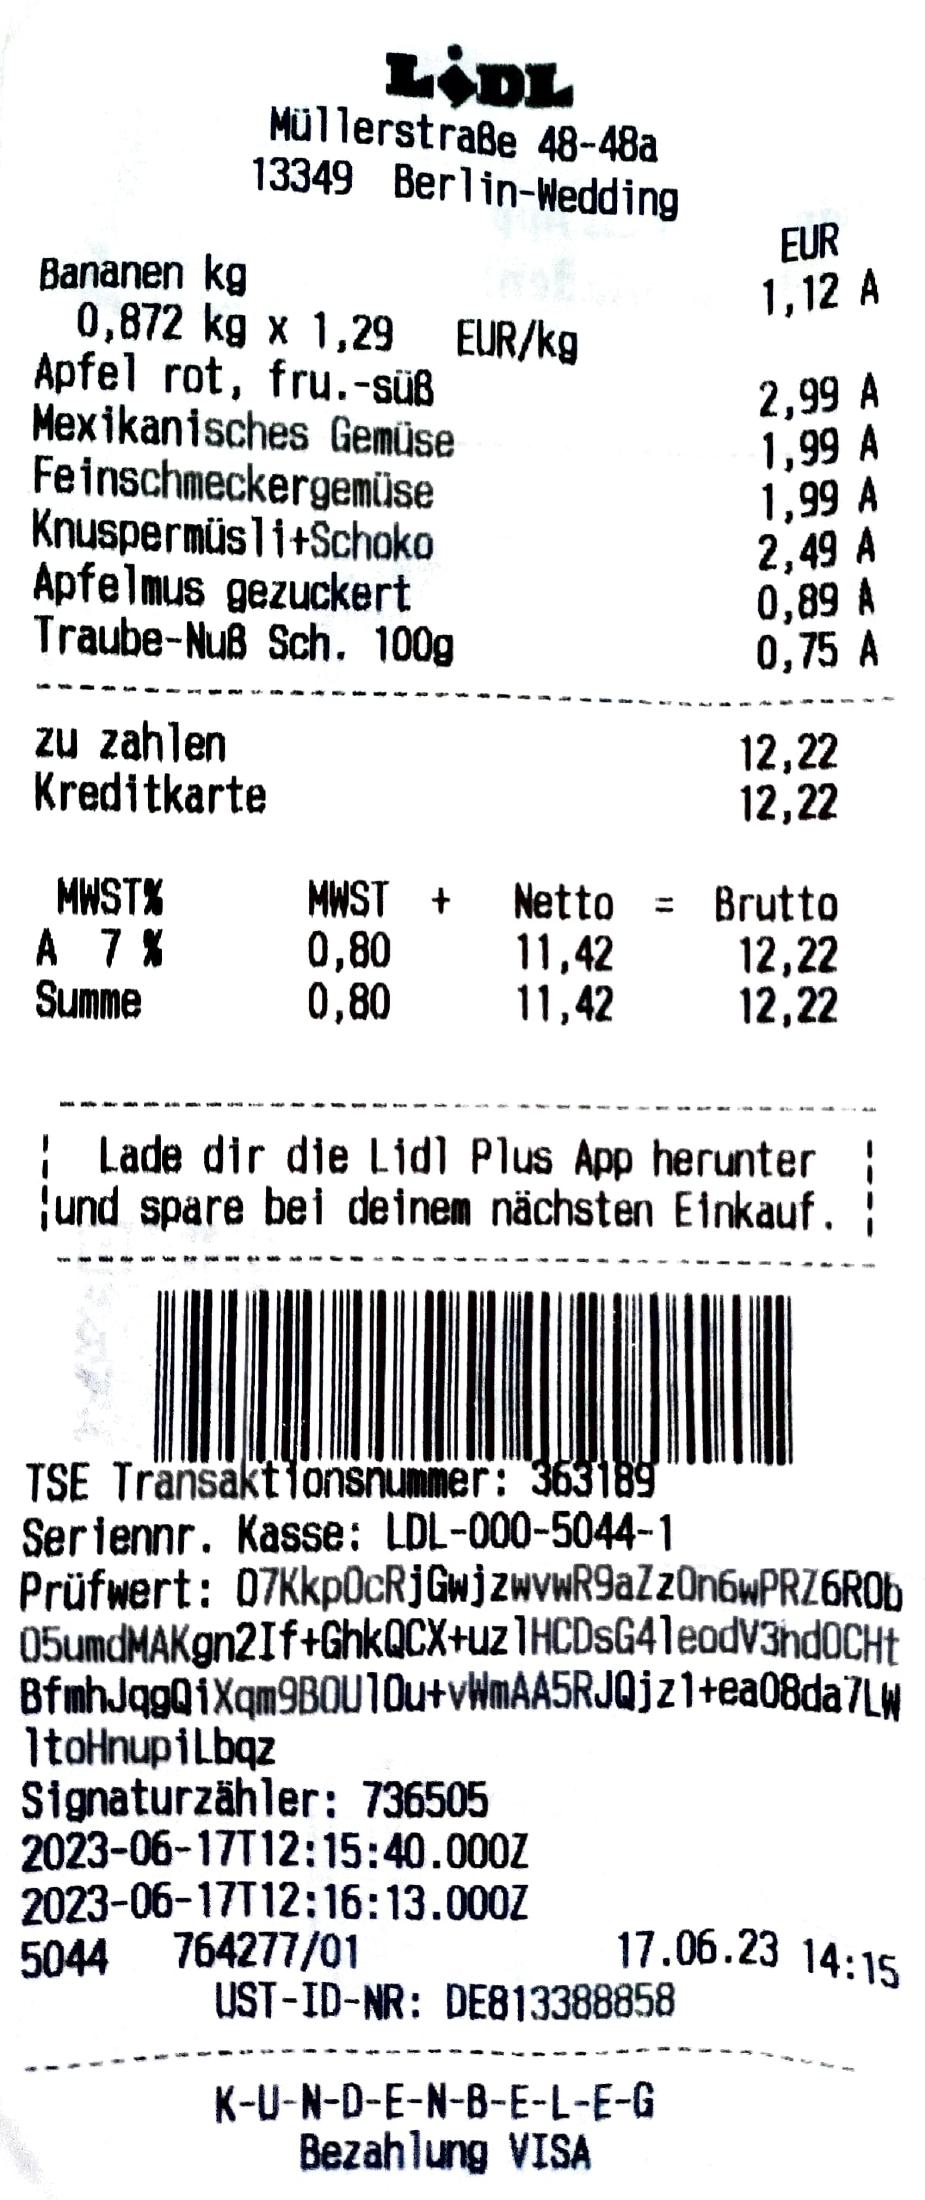 LiDL
Müllerstraße 48-48a
13349 Berlin-Wedding
EUR
Bananen kg 1,12 A
0,872 kg x 1,29 EUR/kg
Apfel rot, fru.-süß 2,99 A
Mexikanisches Gemüse 1,99 A
Feinschmeckergemüse 1,99 A
Knuspermüsli+Schoko 2,49 A
Apfelmus gezuckert 0,89 A
Traube-Nuß Sch. 100g 0,75 A
zu zahlen 12,22
Kreditkarte 12,22
MWST% MWST + Netto = Brutto
A 7 % 0,80 11,42 12,22
Summe 0,80 11,42 12,22
Lade dir die Lidl Plus App herunter
und spare bei deinem nächsten Einkauf.
TSE Transaktionsnummer: 363189
Seriennr. Kasse: LDL-000-5044-1
Prüfwert: 07KkpOcRjGwjzwvwR9aZzOn6wPRZ6ROb
O5umdMAKgn2If+GhkQCX+uz1HCDsG4leodV3ndOCHt
BfmhJqgQiXqm9BOUlOu+vWmAA5RJQjz1+eaO8da7LW
1toHnupiLbqz
Signaturzähler: 736505
2023-06-17T12:15:40.000Z
2023-06-17T12:16:13.000Z
5044 764277/01 17.06.23 14:15
UST-ID-NR: DE813388858
K-U-N-D-E-N-B-E-L-E-G
Bezahlung VISA